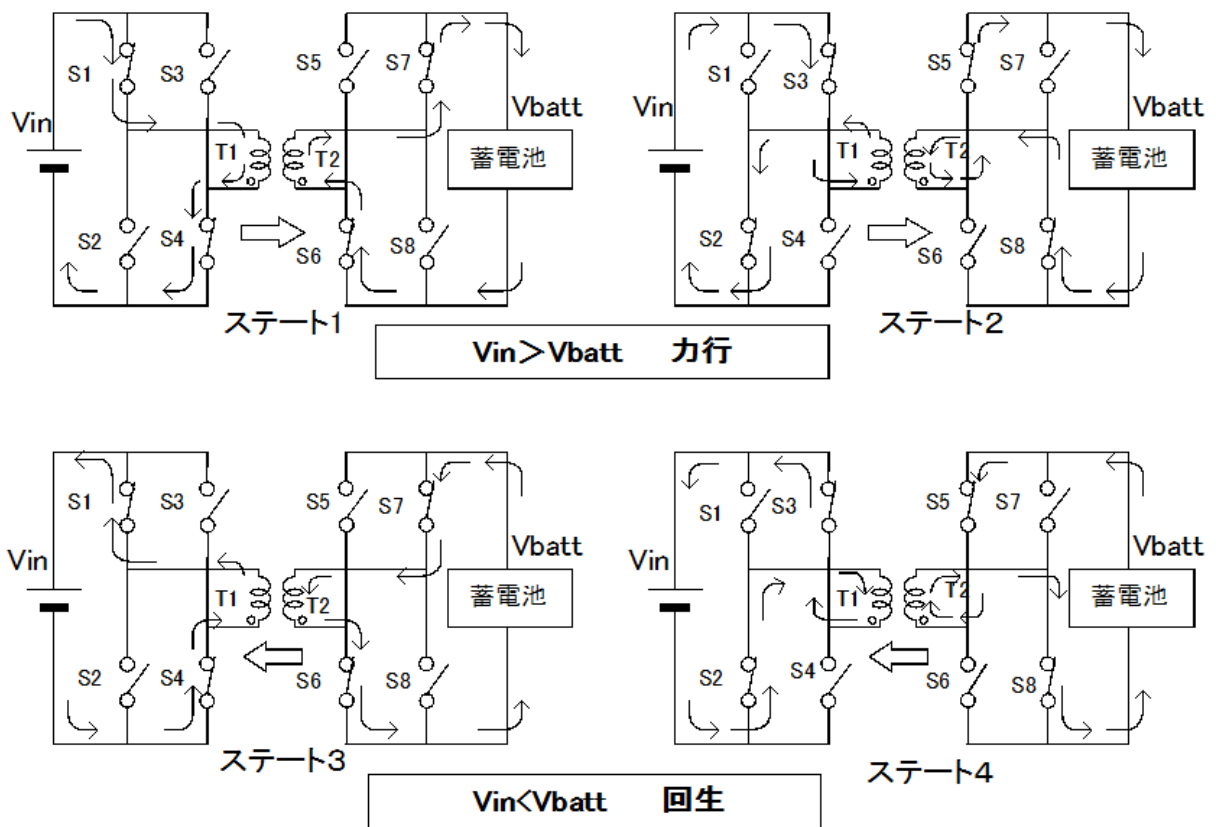 S1
S3
S5
S7
Vin
Vbatt
T1
T2
蓄電池
S2
S4
S6
S8
ステート1
S1
S3
S5
S7
Vin
Vbatt
T1
T2
蓄電池
S2
S4
S6
S8
ステート2
Vin＞Vbatt 力行
S1
S3
S5
S7
Vin
Vbatt
T1
T2
蓄電池
S2
S4
S6
S8
ステート3
S1
S3
S5
S7
Vin
Vbatt
T1
T2
蓄電池
S2
S4
S6
S8
ステート4
Vin<Vbatt 回生